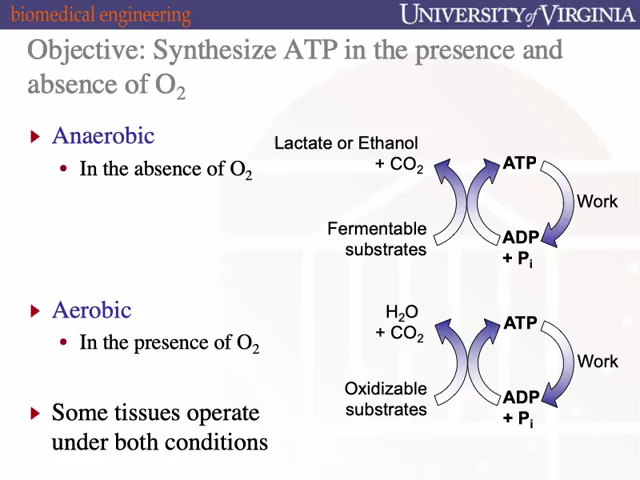 biomedical engineering
UNIVERSITY of VIRGINIA
Objective: Synthesize ATP in the presence and
absence of O2
Anaerobic
• In the absence of O2
Lactate or Ethanol
+ CO2
ATP
Work
Fermentable
substrates
ADP
+ Pi
Aerobic
• In the presence of O2
H2O
+ CO2
ATP
Work
Oxidizable
substrates
ADP
+ Pi
Some tissues operate
under both conditions